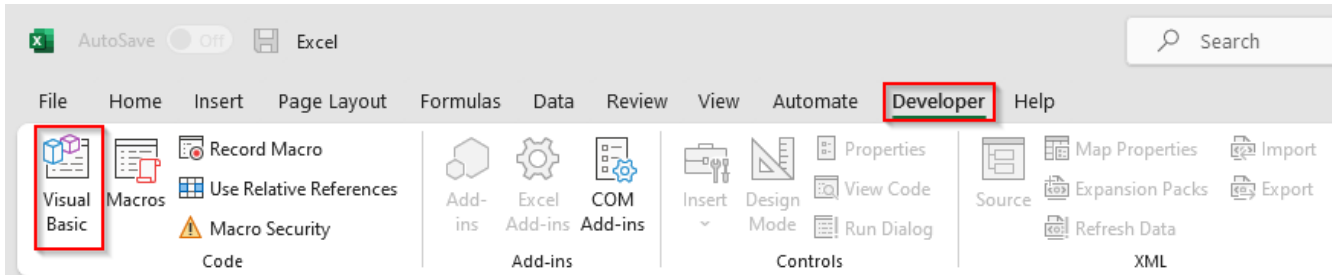 AutoSave Off Excel Search
File Home Insert Page Layout Formulas Data Review View Automate Developer Help
Visual Basic
Macros
Record Macro
Use Relative References
Macro Security
Code
Add-
ins
Excel
Add-ins
COM
Add-ins
Add-ins
Insert
Design
Mode
Properties
View Code
Run Dialog
Controls
Source
Map Properties
Expansion Packs
Refresh Data
Import
Export
XML